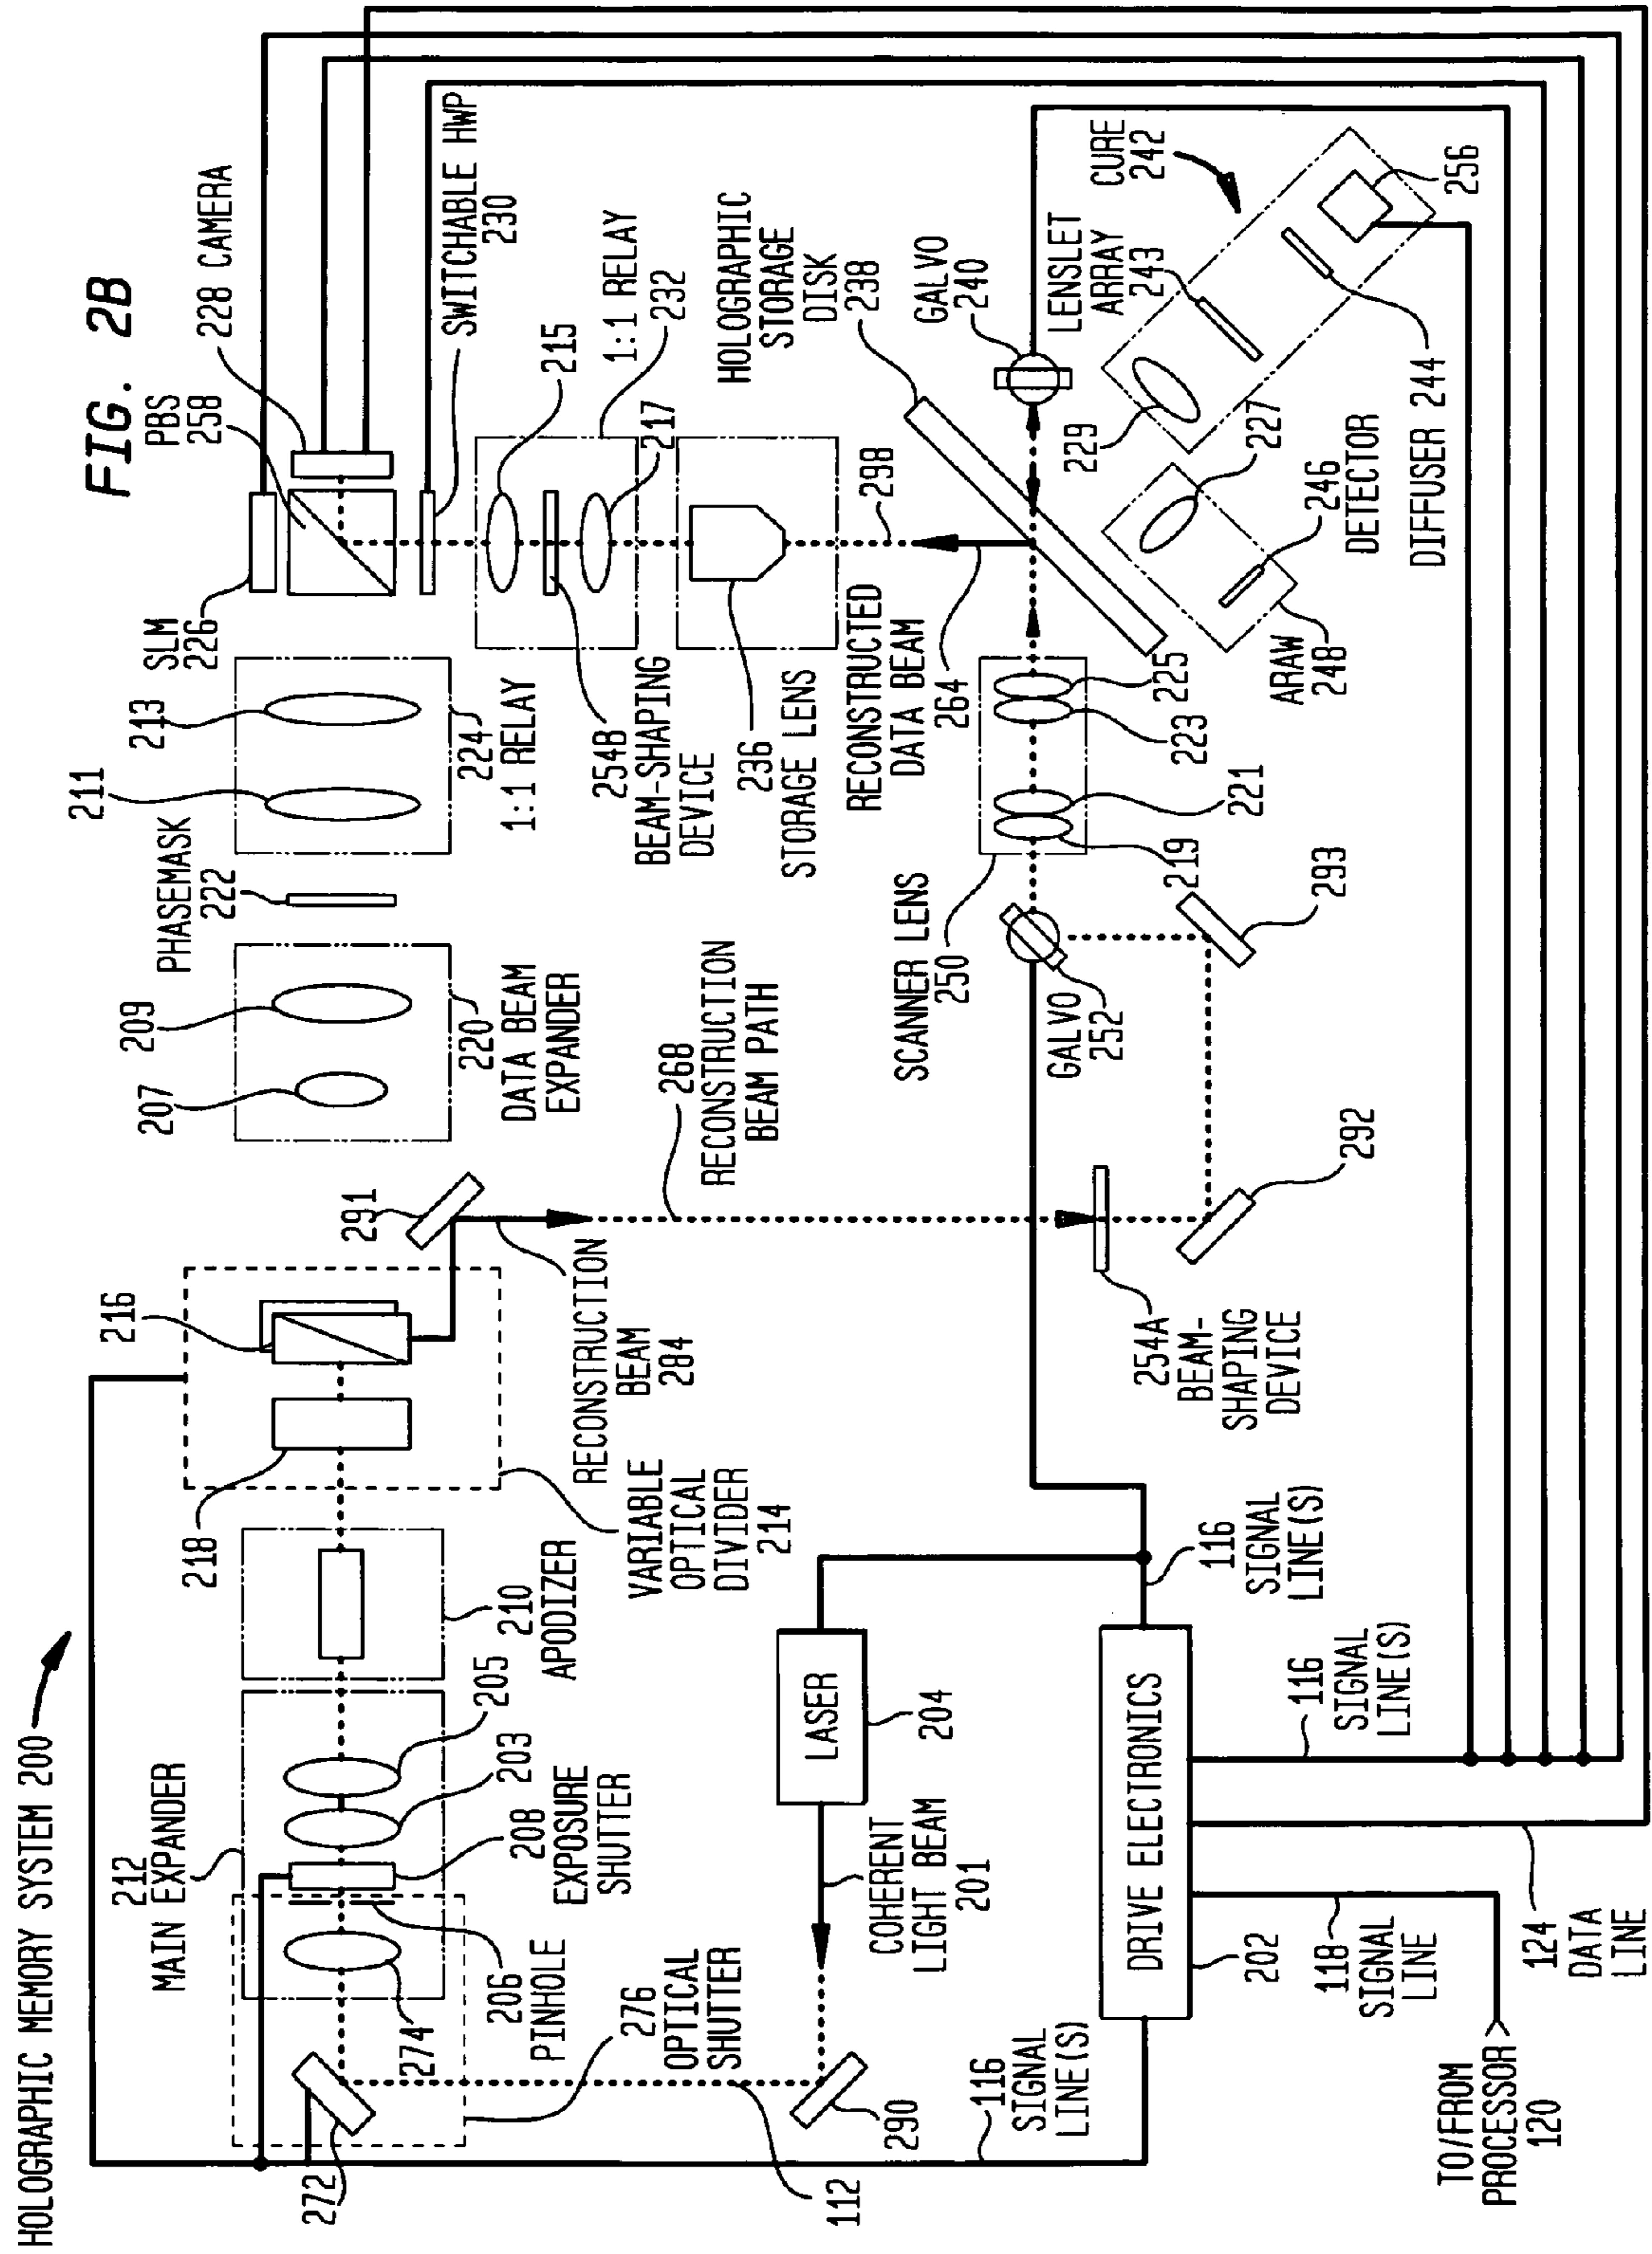 FIG. 2B
HOLOGRAPHIC MEMORY SYSTEM 200
212
MAIN EXPANDER
274
206
PINHOLE
208
EXPOSURE
SHUTTER
203
205
210
APODIZER
218
216
VARIABLE
OPTICAL
DIVIDER
214
291
RECONSTRUCTION
BEAM
284
207
209
220
DATA BEAM
EXPANDER
PHASEMASK
222
211
213
224
1:1 RELAY
SLM
226
PBS
258
228 CAMERA
SWITCHABLE HWP
230
215
1:1 RELAY
232
217
254B
BEAM-SHAPING
DEVICE
236
STORAGE LENS
HOLOGRAPHIC
STORAGE
DISK
238
298
RECONSTRUCTED
DATA BEAM
264
268
RECONSTRUCTION
BEAM PATH
272
276
OPTICAL
SHUTTER
112
290
LASER
204
COHERENT
LIGHT BEAM
201
SCANNER LENS
250
219
221
223
225
GALVO
252
293
292
254A
BEAM-
SHAPING
DEVICE
GALVO
240
LENSLET
ARRAY
243
CURE
242
256
229
227
246
DETECTOR
DIFFUSER 244
ARAW
248
DRIVE ELECTRONICS
202
116
SIGNAL
LINE(S)
116
SIGNAL
LINE(S)
116
SIGNAL
LINE(S)
118
SIGNAL
LINE
124
DATA
LINE
TO/FROM
PROCESSOR
120